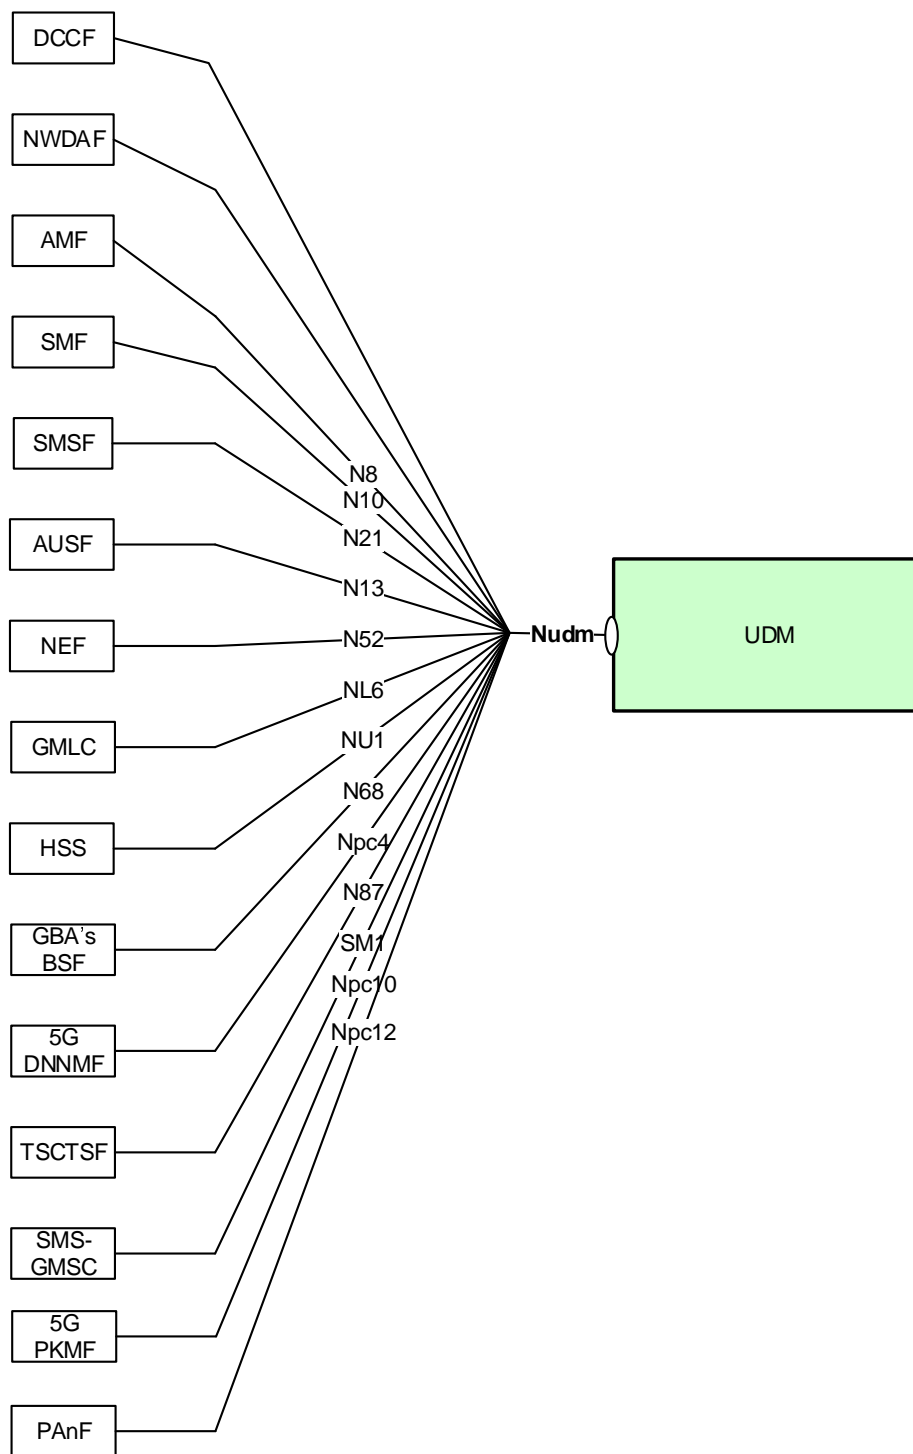 DCCF
NWDAF
AMF
SMF
SMSF
AUSF
NEF
GMLC
HSS
GBA's
BSF
5G
DNNMF
TSCTSF
SMS-
GMSC
5G
PKMF
PAnF
N8
N10
N21
N13
N52
NL6
NU1
N68
Npc4
N87
SM1
Npc10
Npc12
Nudm
UDM